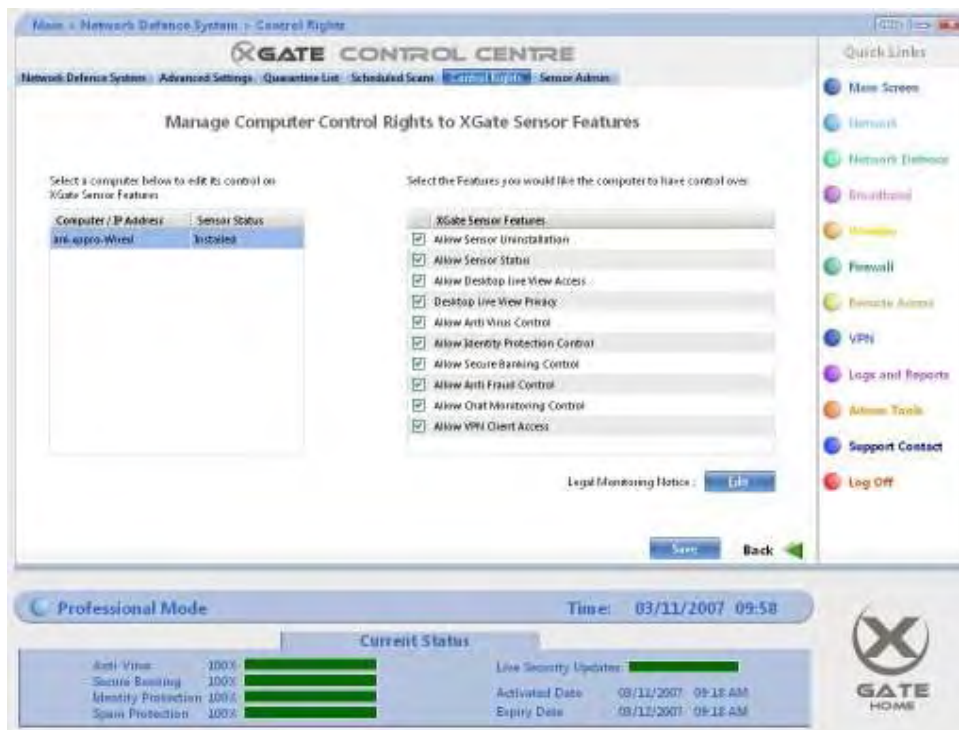 Main > Network Defence System > Control Rights
XGATE CONTROL CENTRE
Network Defence System Advanced Settings Quarantine List Scheduled Scans Control Rights Sensor Admin
Manage Computer Control Rights to XGate Sensor Features
Select a computer below to edit its control on
XGate Sensor Features
Computer / IP Address Sensor Status
Installed
Select the Features you would like the computer to have control over
XGate Sensor Features
Allow Sensor Uninstallation
Allow Sensor Status
Allow Desktop Live View Access
Desktop Live View Privacy
Allow Anti Virus Control
Allow Identity Protection Control
Allow Secure Banking Control
Allow Anti Fraud Control
Allow Chat Monitoring Control
Allow VPN Client Access
Legal Monitoring Notice : Edit
Save Back
Quick Links
Main Screen
Network
Network Defence
Broadband
Wireless
Firewall
Remote Access
VPN
Logs and Reports
Admin Tools
Support Contact
Log Off
Professional Mode
Time: 03/11/2007 09:58
Current Status
Anti Virus 100%
Secure Banking 100%
Identity Protection 100%
Spam Protection 100%
Live Security Updates
Activated Date 03/11/2007 09:18 AM
Expiry Date 03/12/2007 09:18 AM
X
GATE
HOME